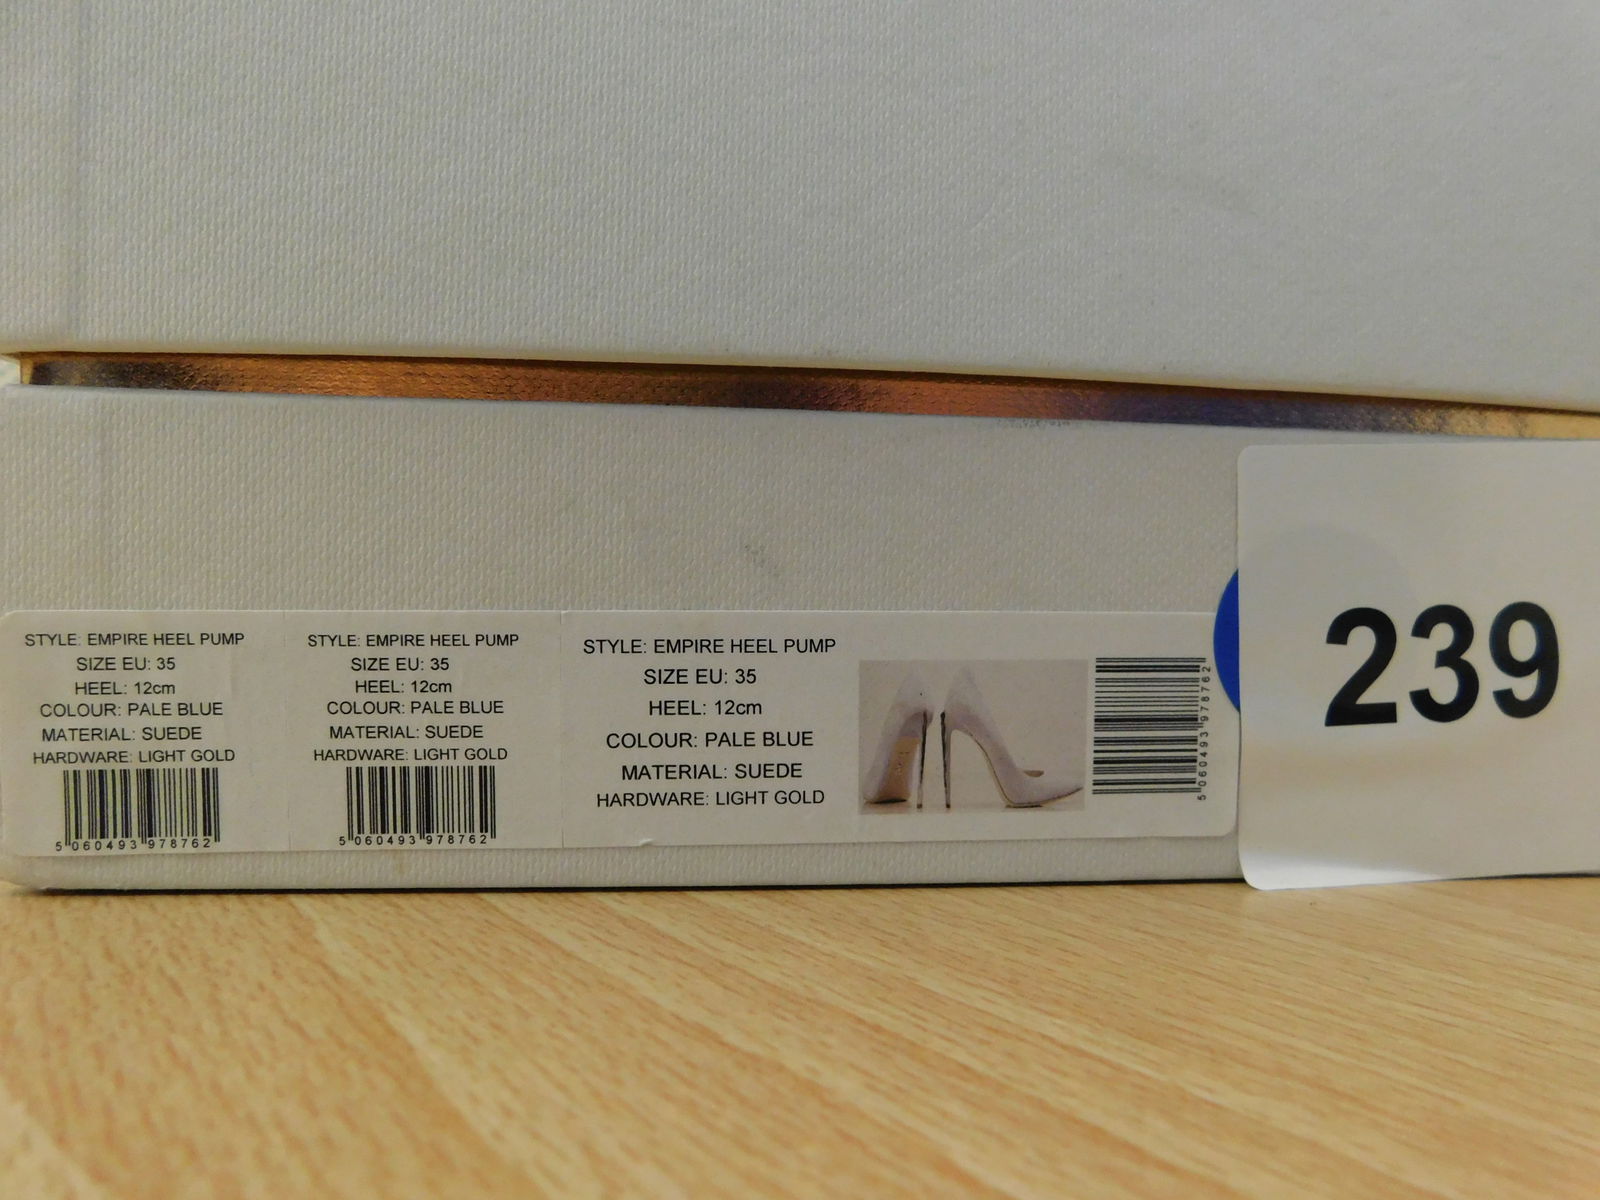 STYLE: EMPIRE HEEL PUMP
SIZE EU: 35
HEEL: 12cm
COLOUR: PALE BLUE
MATERIAL: SUEDE
HARDWARE: LIGHT GOLD
5 060493 978762
STYLE: EMPIRE HEEL PUMP
SIZE EU: 35
HEEL: 12cm
COLOUR: PALE BLUE
MATERIAL: SUEDE
HARDWARE: LIGHT GOLD
5 060493 978762
STYLE: EMPIRE HEEL PUMP
SIZE EU: 35
HEEL: 12cm
COLOUR: PALE BLUE
MATERIAL: SUEDE
HARDWARE: LIGHT GOLD
5 060493 978762
239